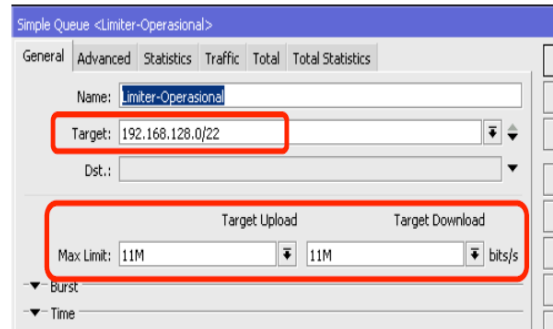 Simple Queue <Limiter-Operasional>
General Advanced Statistics Traffic Total Total Statistics
Name: Limiter-Operasional
Target: 192.168.128.0/22
Dst.:
Target Upload Target Download
Max Limit: 11M 11M bits/s
Burst
Time